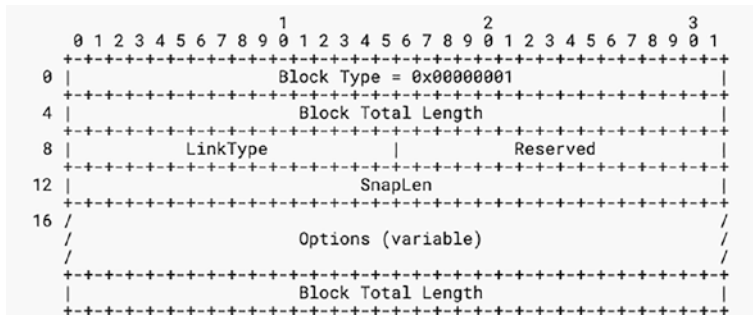 1                   2                   3
    0 1 2 3 4 5 6 7 8 9 0 1 2 3 4 5 6 7 8 9 0 1 2 3 4 5 6 7 8 9 0 1
   +-+-+-+-+-+-+-+-+-+-+-+-+-+-+-+-+-+-+-+-+-+-+-+-+-+-+-+-+-+-+-+-+
 0 |                    Block Type = 0x00000001                    |
   +-+-+-+-+-+-+-+-+-+-+-+-+-+-+-+-+-+-+-+-+-+-+-+-+-+-+-+-+-+-+-+-+
 4 |                      Block Total Length                       |
   +-+-+-+-+-+-+-+-+-+-+-+-+-+-+-+-+-+-+-+-+-+-+-+-+-+-+-+-+-+-+-+-+
 8 |           LinkType            |           Reserved            |
   +-+-+-+-+-+-+-+-+-+-+-+-+-+-+-+-+-+-+-+-+-+-+-+-+-+-+-+-+-+-+-+-+
12 |                            SnapLen                            |
   +-+-+-+-+-+-+-+-+-+-+-+-+-+-+-+-+-+-+-+-+-+-+-+-+-+-+-+-+-+-+-+-+
16 /                                                               /
   /                      Options (variable)                       /
   /                                                               /
   +-+-+-+-+-+-+-+-+-+-+-+-+-+-+-+-+-+-+-+-+-+-+-+-+-+-+-+-+-+-+-+-+
   |                      Block Total Length                       |
   +-+-+-+-+-+-+-+-+-+-+-+-+-+-+-+-+-+-+-+-+-+-+-+-+-+-+-+-+-+-+-+-+